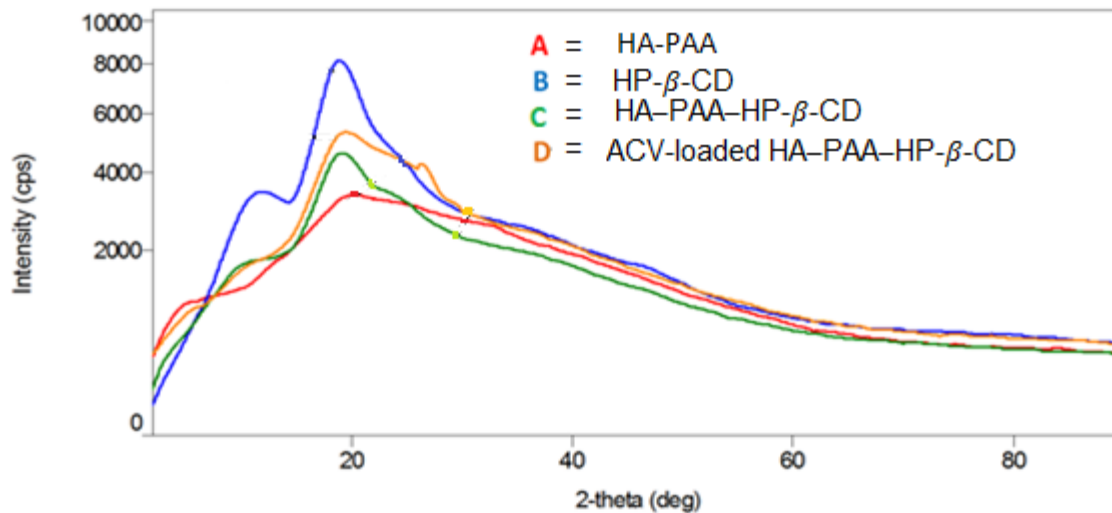 10000
8000
6000
4000
2000
0
Intensity (cps)
A = HA-PAA
B = HP-β-CD
C = HA–PAA–HP-β-CD
D = ACV-loaded HA–PAA–HP-β-CD
20 40 60 80
2-theta (deg)